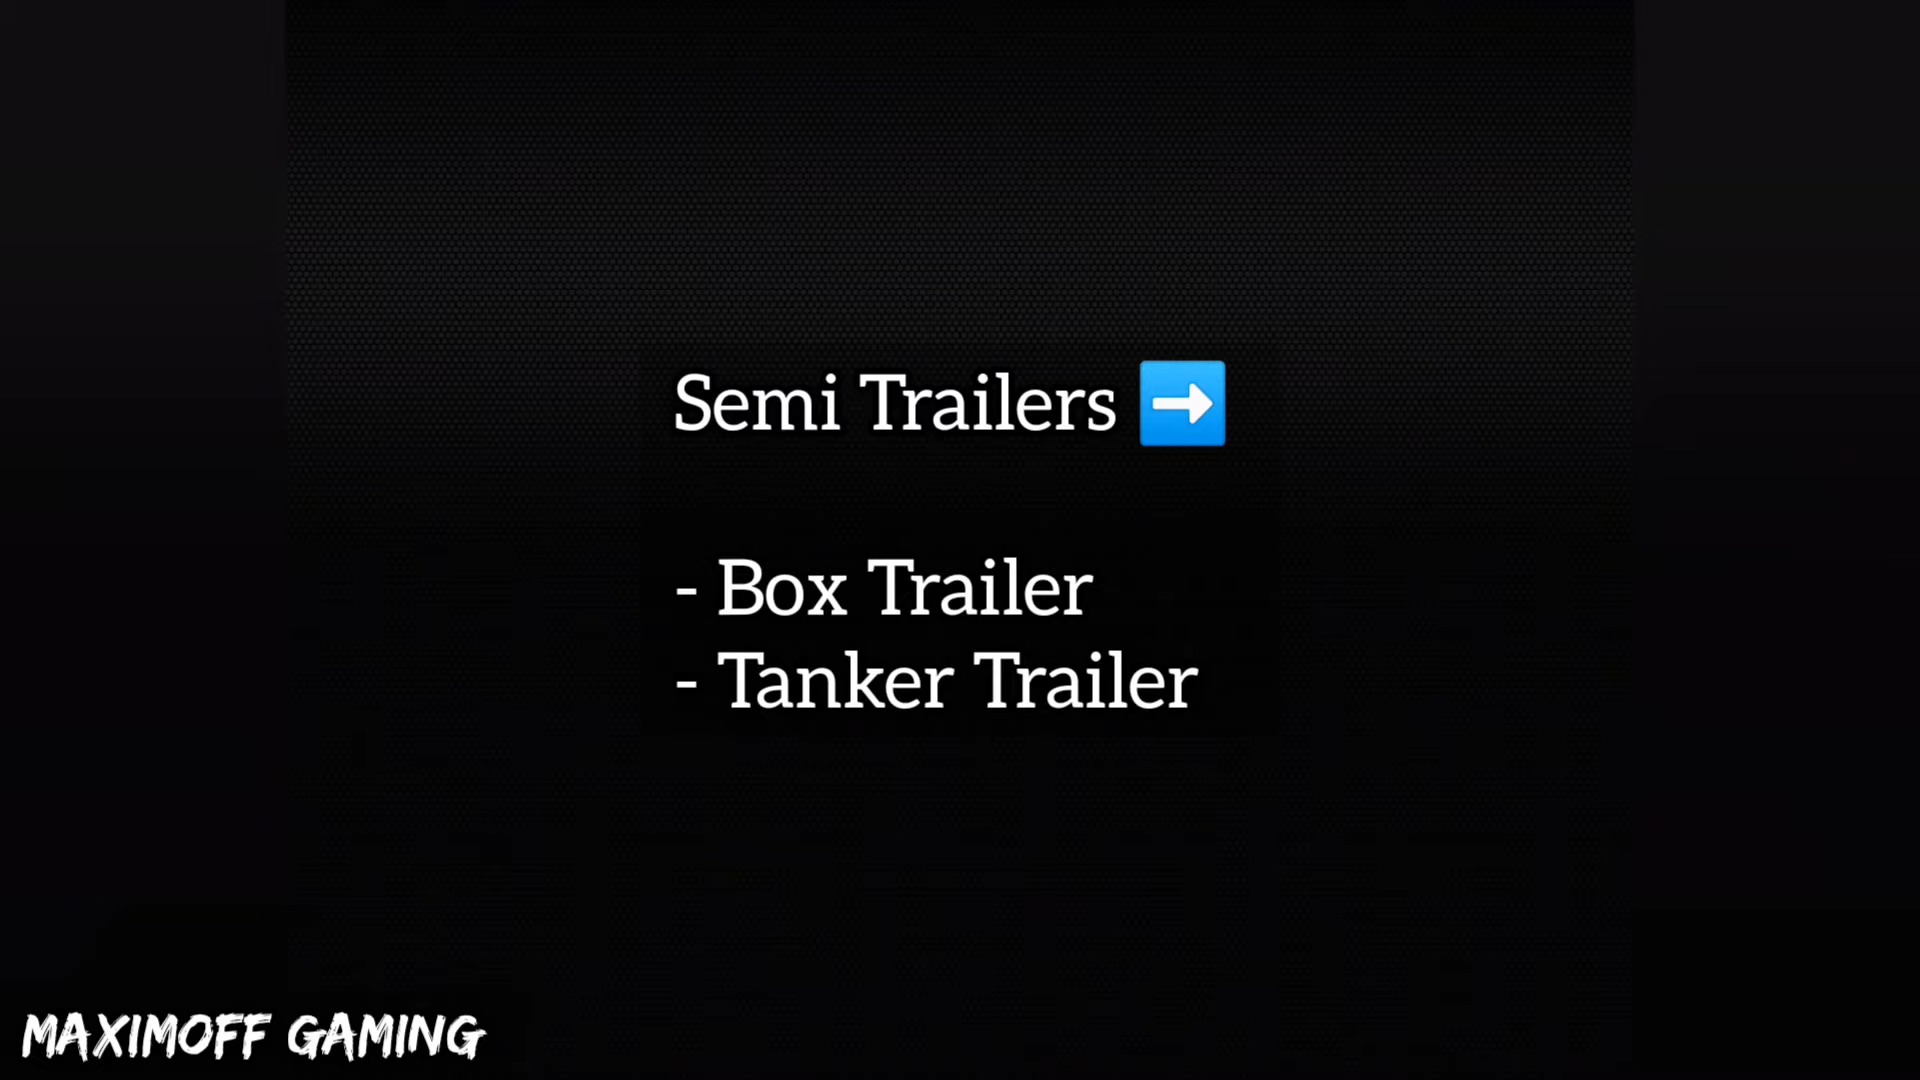 Semi Trailers ➡️
- Box Trailer
- Tanker Trailer
MAXIMOFF GAMING